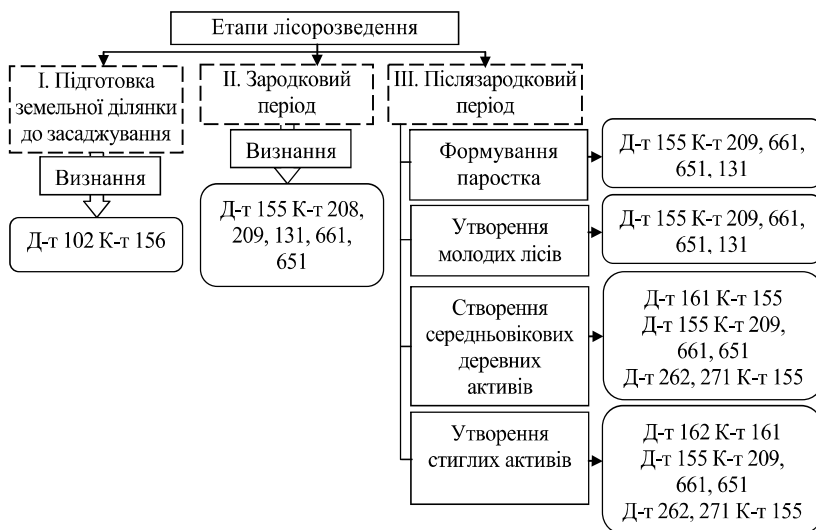 Етапи лісорозведення
І. Підготовка
земельної ділянки
до засаджування
Визнання
Д-т 102 К-т 156
ІІ. Зародковий
період
Визнання
Д-т 155 К-т 208,
209, 131, 661,
651
ІІІ. Післязародковий
період
Формування
паростка
Д-т 155 К-т 209, 661,
651, 131
Утворення
молодих лісів
Д-т 155 К-т 209, 661,
651, 131
Створення
середньовікових
деревних
активів
Д-т 161 К-т 155
Д-т 155 К-т 209,
661, 651
Д-т 262, 271 К-т 155
Утворення
стиглих активів
Д-т 162 К-т 161
Д-т 155 К-т 209,
661, 651
Д-т 262, 271 К-т 155